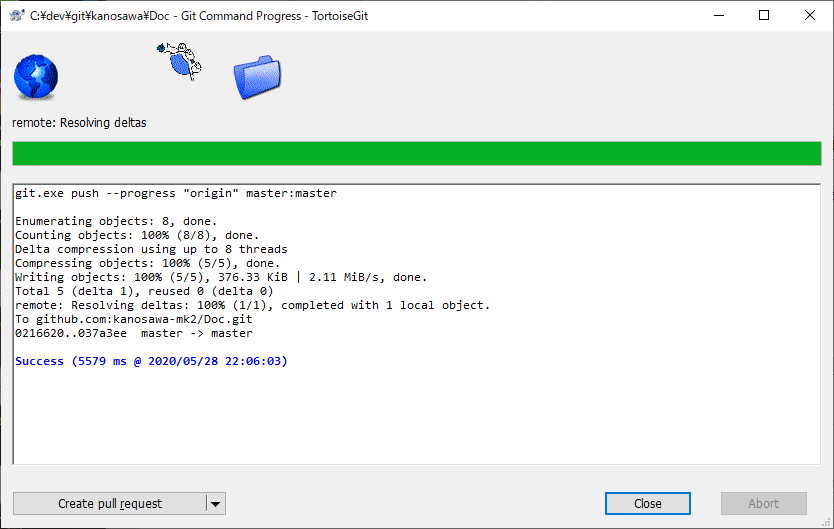 C:¥dev¥git¥kanosawa¥Doc - Git Command Progress - TortoiseGit
remote: Resolving deltas
git.exe push --progress "origin" master:master
Enumerating objects: 8, done.
Counting objects: 100% (8/8), done.
Delta compression using up to 8 threads
Compressing objects: 100% (5/5), done.
Writing objects: 100% (5/5), 376.33 KiB | 2.11 MiB/s, done.
Total 5 (delta 1), reused 0 (delta 0)
remote: Resolving deltas: 100% (1/1), completed with 1 local object.
To github.com:kanosawa-mk2/Doc.git
0216620..037a3ee  master -> master
Success (5579 ms @ 2020/05/28 22:06:03)
Create pull request
Close
Abort